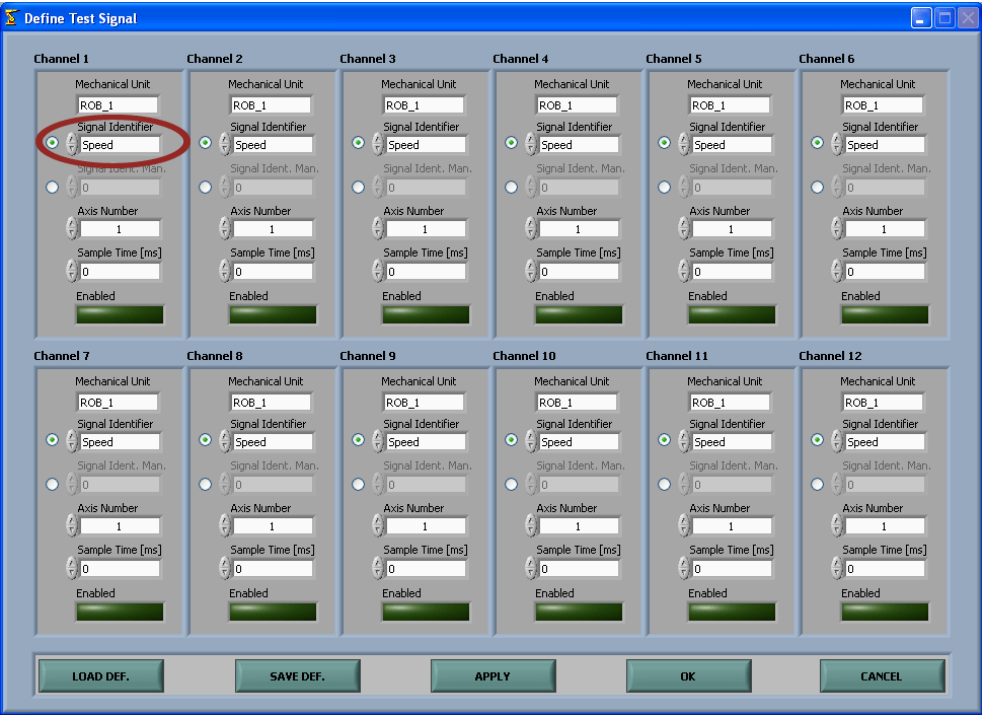 Define Test Signal
Channel 1 Channel 2 Channel 3 Channel 4 Channel 5 Channel 6
Mechanical Unit Mechanical Unit Mechanical Unit Mechanical Unit Mechanical Unit Mechanical Unit
ROB_1 ROB_1 ROB_1 ROB_1 ROB_1 ROB_1
Signal Identifier Signal Identifier Signal Identifier Signal Identifier Signal Identifier Signal Identifier
Speed Speed Speed Speed Speed Speed
Signal Ident. Man. Signal Ident. Man. Signal Ident. Man. Signal Ident. Man. Signal Ident. Man. Signal Ident. Man.
0 0 0 0 0 0
Axis Number Axis Number Axis Number Axis Number Axis Number Axis Number
1 1 1 1 1 1
Sample Time [ms] Sample Time [ms] Sample Time [ms] Sample Time [ms] Sample Time [ms] Sample Time [ms]
0 0 0 0 0 0
Enabled Enabled Enabled Enabled Enabled Enabled
Channel 7 Channel 8 Channel 9 Channel 10 Channel 11 Channel 12
Mechanical Unit Mechanical Unit Mechanical Unit Mechanical Unit Mechanical Unit Mechanical Unit
ROB_1 ROB_1 ROB_1 ROB_1 ROB_1 ROB_1
Signal Identifier Signal Identifier Signal Identifier Signal Identifier Signal Identifier Signal Identifier
Speed Speed Speed Speed Speed Speed
Signal Ident. Man. Signal Ident. Man. Signal Ident. Man. Signal Ident. Man. Signal Ident. Man. Signal Ident. Man.
0 0 0 0 0 0
Axis Number Axis Number Axis Number Axis Number Axis Number Axis Number
1 1 1 1 1 1
Sample Time [ms] Sample Time [ms] Sample Time [ms] Sample Time [ms] Sample Time [ms] Sample Time [ms]
0 0 0 0 0 0
Enabled Enabled Enabled Enabled Enabled Enabled
LOAD DEF. SAVE DEF. APPLY OK CANCEL